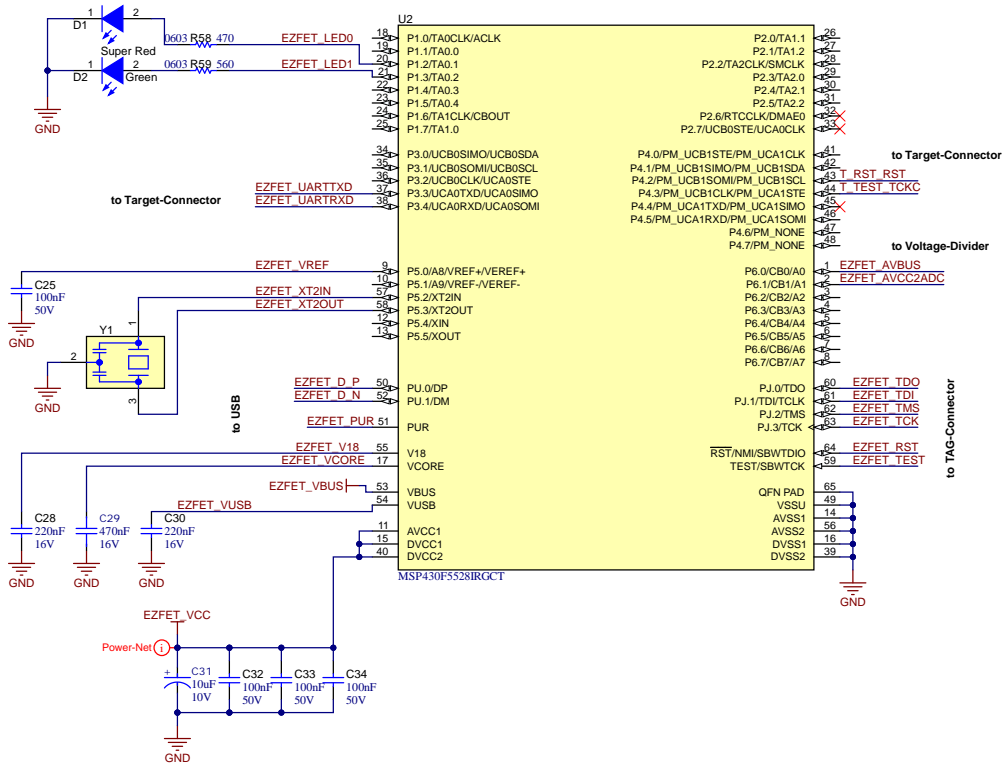 U2
D1 1 2
0603 R58 470 EZFET_LED0
Super Red
D2 1 2 Green
0603 R59 560 EZFET_LED1
GND
18 P1.0/TA0CLK/ACLK
19 P1.1/TA0.0
20 P1.2/TA0.1
21 P1.3/TA0.2
22 P1.4/TA0.3
23 P1.5/TA0.4
24 P1.6/TA1CLK/CBOUT
25 P1.7/TA1.0
34 P3.0/UCB0SIMO/UCB0SDA
35 P3.1/UCB0SOMI/UCB0SCL
36 P3.2/UCB0CLK/UCA0STE
to Target-Connector
EZFET_UARTTXD 37 P3.3/UCA0TXD/UCA0SIMO
EZFET_UARTRXD 38 P3.4/UCA0RXD/UCA0SOMI
EZFET_VREF 9 P5.0/A8/VREF+/VEREF+
10 P5.1/A9/VREF-/VEREF-
EZFET_XT2IN 57 P5.2/XT2IN
EZFET_XT2OUT 58 P5.3/XT2OUT
12 P5.4/XIN
13 P5.5/XOUT
C25
100nF
50V
GND
Y1
1
2
3
GND
to USB
EZFET_D_P 50 PU.0/DP
EZFET_D_N 52 PU.1/DM
EZFET_PUR 51 PUR
EZFET_V18 55 V18
EZFET_VCORE 17 VCORE
EZFET_VBUS 53 VBUS
EZFET_VUSB 54 VUSB
11 AVCC1
15 DVCC1
40 DVCC2
C28
220nF
16V
GND
C29
470nF
16V
GND
C30
220nF
16V
GND
P2.0/TA1.1 26
P2.1/TA1.2 27
P2.2/TA2CLK/SMCLK 28
P2.3/TA2.0 29
P2.4/TA2.1 30
P2.5/TA2.2 31
P2.6/RTCCLK/DMAE0 32
P2.7/UCB0STE/UCA0CLK 33
to Target-Connector
P4.0/PM_UCB1STE/PM_UCA1CLK 41
P4.1/PM_UCB1SIMO/PM_UCB1SDA 42
P4.2/PM_UCB1SOMI/PM_UCB1SCL 43 T_RST_RST
P4.3/PM_UCB1CLK/PM_UCA1STE 44 T_TEST_TCKC
P4.4/PM_UCA1TXD/PM_UCA1SIMO 45
P4.5/PM_UCA1RXD/PM_UCA1SOMI 46
P4.6/PM_NONE 47
P4.7/PM_NONE 48
to Voltage-Divider
P6.0/CB0/A0 1 EZFET_AVBUS
P6.1/CB1/A1 2 EZFET_AVCC2ADC
P6.2/CB2/A2 3
P6.3/CB3/A3 4
P6.4/CB4/A4 5
P6.5/CB5/A5 6
P6.6/CB6/A6 7
P6.7/CB7/A7 8
PJ.0/TDO 60 EZFET_TDO
PJ.1/TDI/TCLK 61 EZFET_TDI
PJ.2/TMS 62 EZFET_TMS
PJ.3/TCK 63 EZFET_TCK
RST/NMI/SBWTDIO 64 EZFET_RST
TEST/SBWTCK 59 EZFET_TEST
to TAG-Connector
QFN PAD 65
VSSU 49
AVSS1 14
AVSS2 56
DVSS1 16
DVSS2 39
GND
MSP430F5528IRGCT
EZFET_VCC
Power-Net i
+ C31
10uF
10V
C32
100nF
50V
C33
100nF
50V
C34
100nF
50V
GND